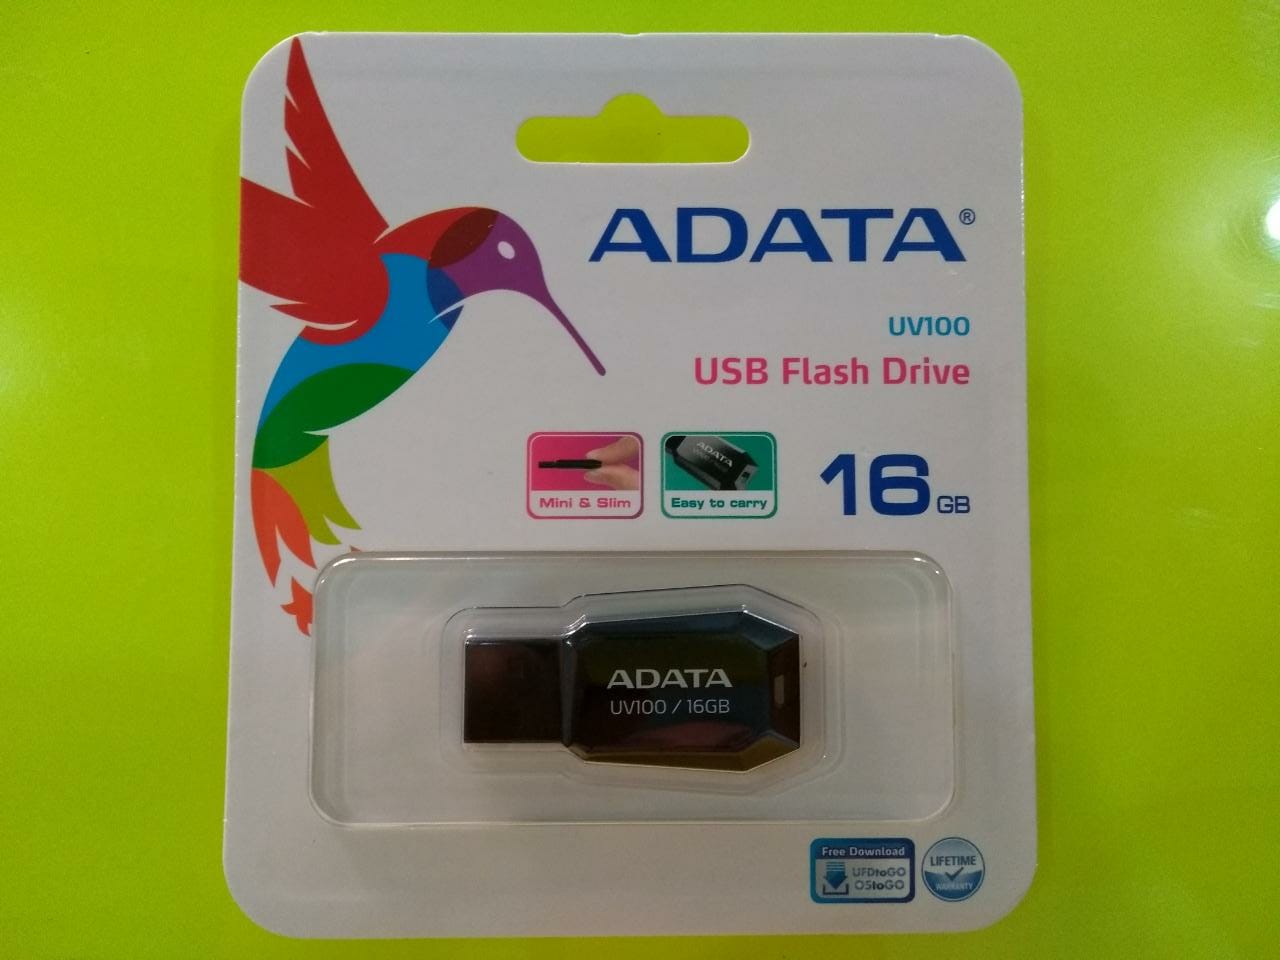 ADATA®
UV100
USB Flash Drive
Mini & Slim
ADATA
Easy to carry
16GB
ADATA
UV100 / 16GB
Free Download
UFDtoGO
OStoGO
LIFETIME
WARRANTY